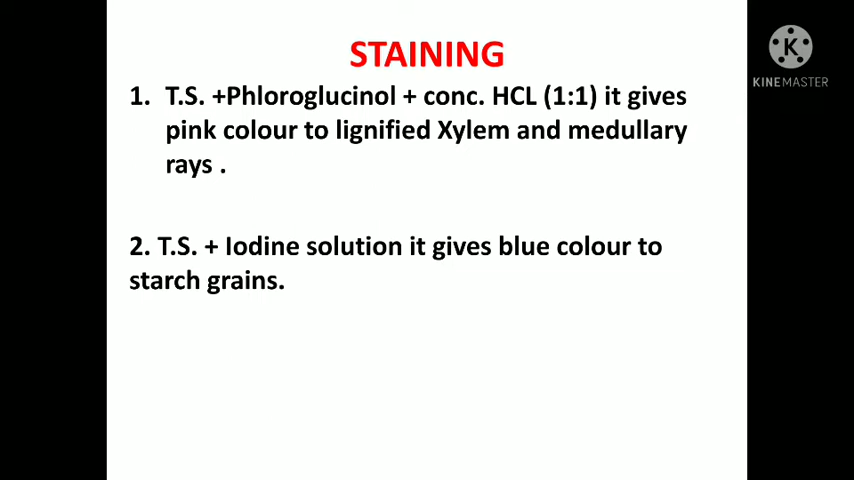 STAINING
1. T.S. +Phloroglucinol + conc. HCL (1:1) it gives
pink colour to lignified Xylem and medullary
rays .
2. T.S. + Iodine solution it gives blue colour to
starch grains.
K
KINEMASTER